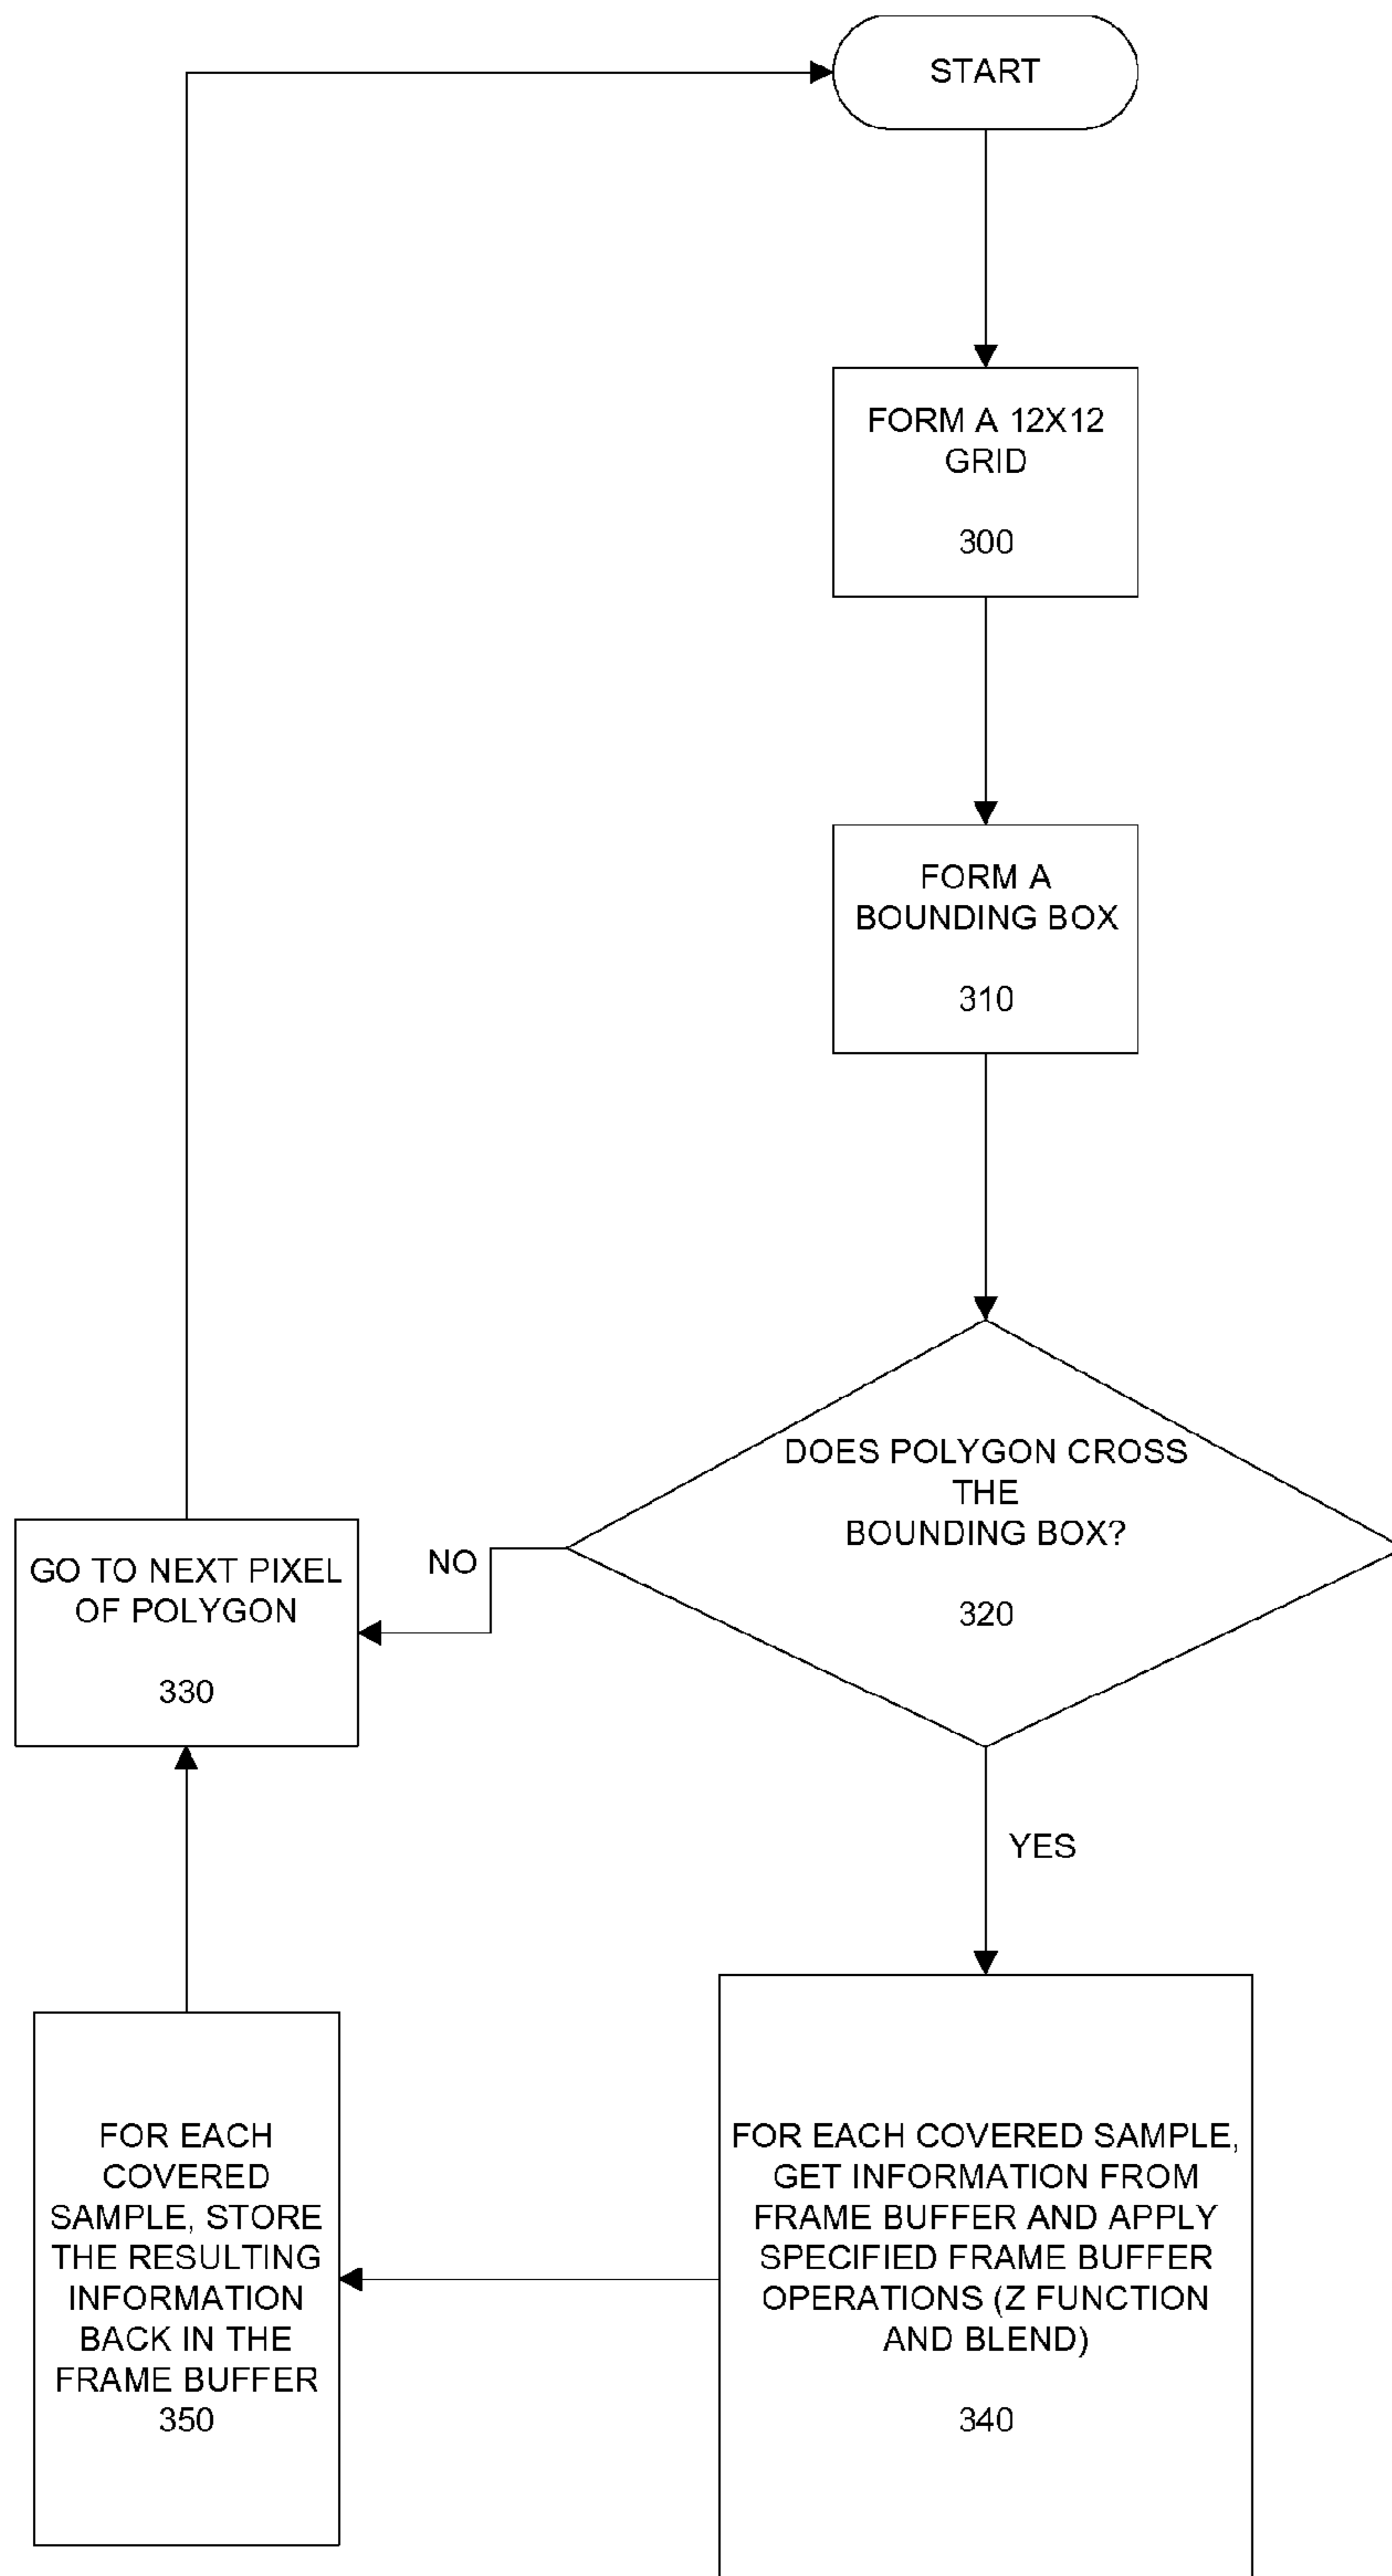 START
FORM A 12X12
GRID
300
FORM A
BOUNDING BOX
310
DOES POLYGON CROSS
THE
BOUNDING BOX?
320
NO
GO TO NEXT PIXEL
OF POLYGON
330
YES
FOR EACH COVERED SAMPLE,
GET INFORMATION FROM
FRAME BUFFER AND APPLY
SPECIFIED FRAME BUFFER
OPERATIONS (Z FUNCTION
AND BLEND)
340
FOR EACH
COVERED
SAMPLE, STORE
THE RESULTING
INFORMATION
BACK IN THE
FRAME BUFFER
350